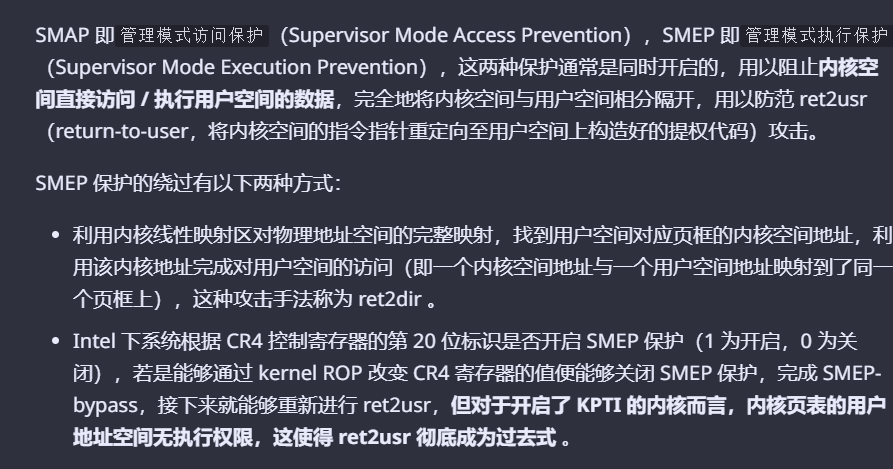 SMAP 即 管理模式访问保护 （Supervisor Mode Access Prevention），SMEP 即 管理模式执行保护
（Supervisor Mode Execution Prevention），这两种保护通常是同时开启的，用以阻止内核空
间直接访问 / 执行用户空间的数据，完全地将内核空间与用户空间相分隔开，用以防范 ret2usr
（return-to-user，将内核空间的指令指针重定向至用户空间上构造好的提权代码）攻击。
SMEP 保护的绕过有以下两种方式：
• 利用内核线性映射区对物理地址空间的完整映射，找到用户空间对应页框的内核空间地址，利
用该内核地址完成对用户空间的访问（即一个内核空间地址与一个用户空间地址映射到了同一
个页框上），这种攻击手法称为 ret2dir 。
• Intel 下系统根据 CR4 控制寄存器的第 20 位标识是否开启 SMEP 保护（1 为开启，0 为关
闭），若是能够通过 kernel ROP 改变 CR4 寄存器的值便能够关闭 SMEP 保护，完成 SMEP-
bypass，接下来就能够重新进行 ret2usr，但对于开启了 KPTI 的内核而言，内核页表的用户
地址空间无执行权限，这使得 ret2usr 彻底成为过去式 。